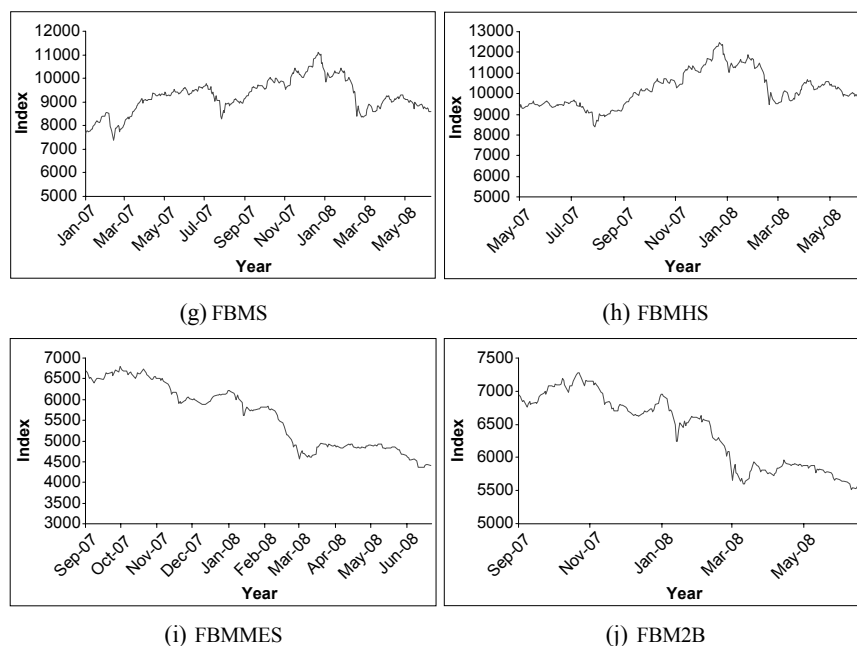 12000
11000
10000
9000
8000
7000
6000
5000
Index
Jan-07
Mar-07
May-07
Jul-07
Sep-07
Nov-07
Jan-08
Mar-08
May-08
Year
(g) FBMS
13000
12000
11000
10000
9000
8000
7000
6000
5000
Index
May-07
Jul-07
Sep-07
Nov-07
Jan-08
Mar-08
May-08
Year
(h) FBMHS
7000
6500
6000
5500
5000
4500
4000
3500
3000
Index
Sep-07
Oct-07
Nov-07
Dec-07
Jan-08
Feb-08
Mar-08
Apr-08
May-08
Jun-08
Year
(i) FBMMES
7500
7000
6500
6000
5500
5000
Index
Sep-07
Nov-07
Jan-08
Mar-08
May-08
Year
(j) FBM2B